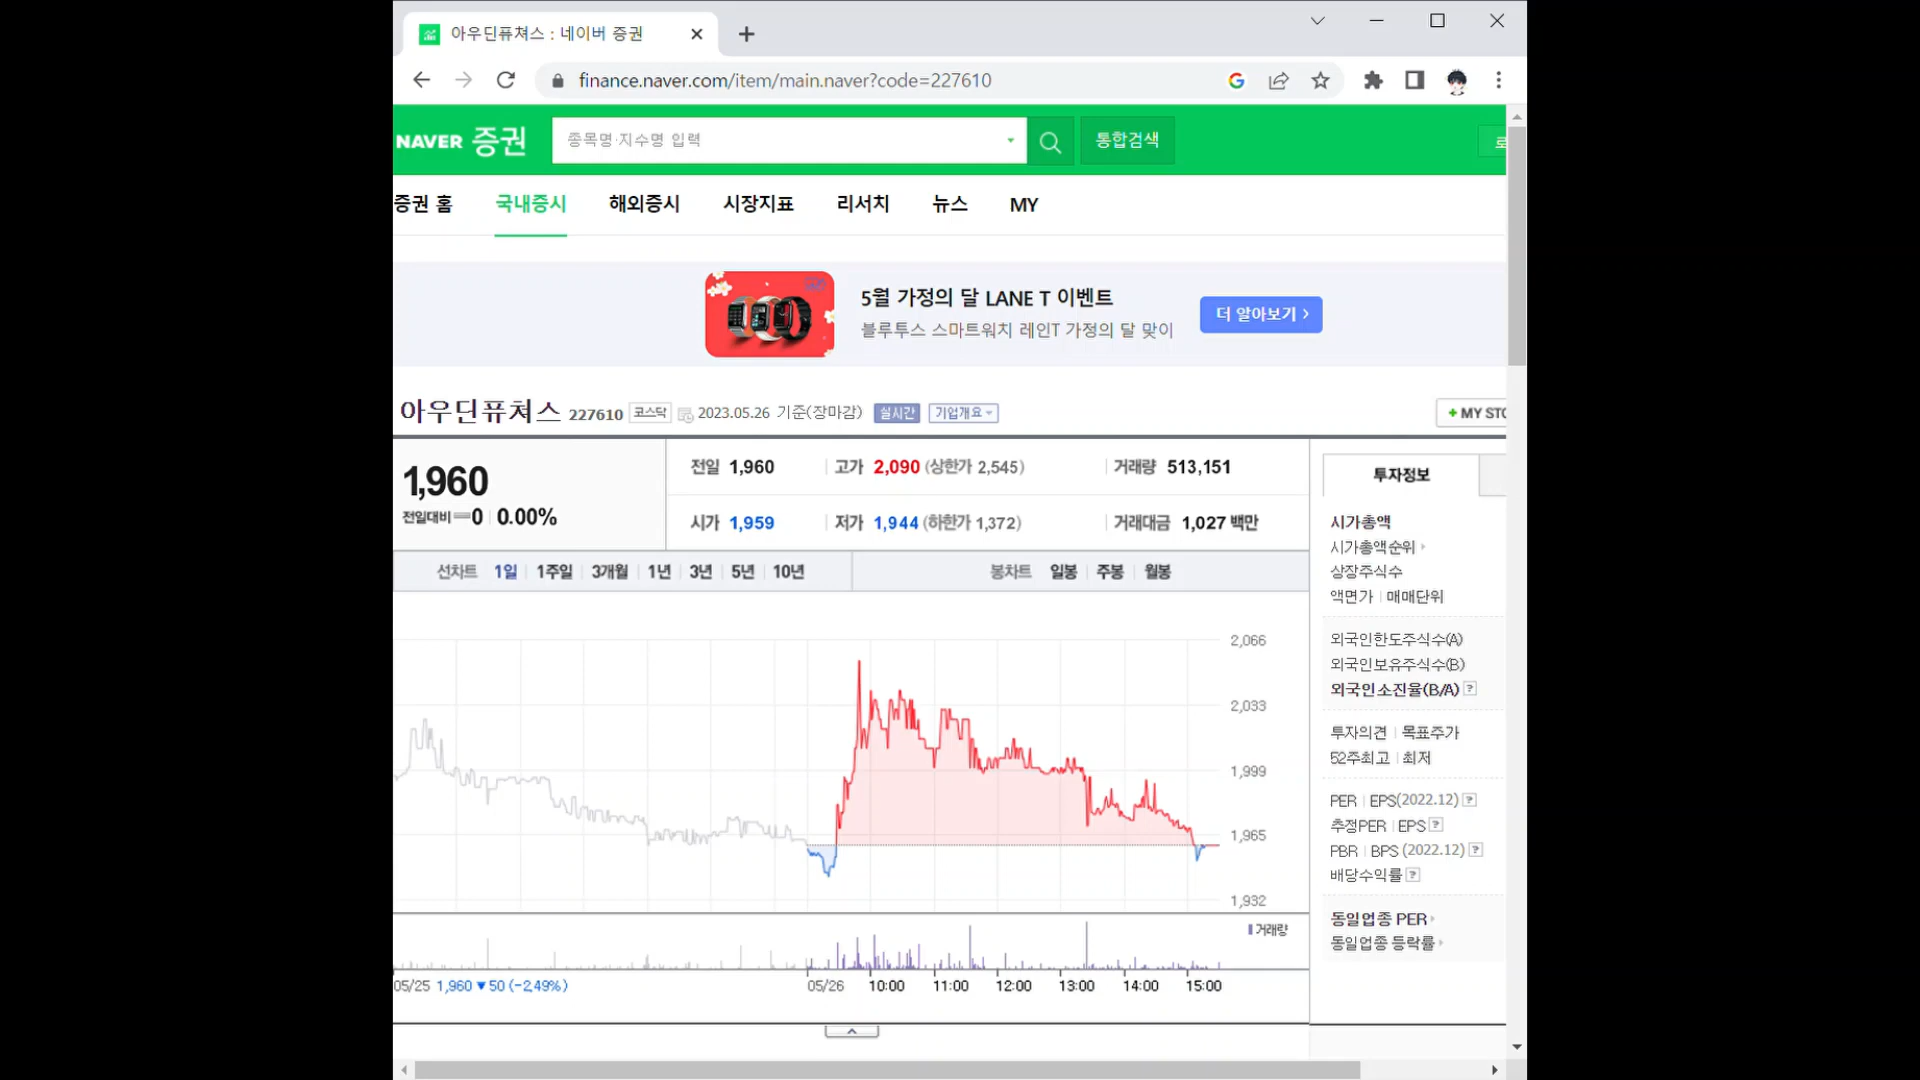 아우딘퓨쳐스 : 네이버 증권
finance.naver.com/item/main.naver?code=227610
NAVER 증권 종목명·지수명 입력 통합검색 로
증권 홈 국내증시 해외증시 시장지표 리서치 뉴스 MY
5월 가정의 달 LANE T 이벤트
블루투스 스마트워치 레인T 가정의 달 맞이
더 알아보기
아우딘퓨쳐스 227610 코스닥 2023.05.26 기준(장마감) 실시간 기업개요 + MY STO
1,960
전일대비 0 0.00%
전일 1,960 고가 2,090 (상한가 2,545) 거래량 513,151
시가 1,959 저가 1,944 (하한가 1,372) 거래대금 1,027 백만
선차트 1일 1주일 3개월 1년 3년 5년 10년 봉차트 일봉 주봉 월봉
2,066
2,033
1,999
1,965
1,932
거래량
05/25 1,960 ▼ 50 (-2.49%) 05/26 10:00 11:00 12:00 13:00 14:00 15:00
투자정보
시가총액
시가총액순위
상장주식수
액면가 | 매매단위
외국인한도주식수(A)
외국인보유주식수(B)
외국인소진율(B/A) ?
투자의견 | 목표주가
52주최고 | 최저
PER | EPS(2022.12) ?
추정PER | EPS ?
PBR | BPS (2022.12) ?
배당수익률 ?
동일업종 PER
동일업종 등락률